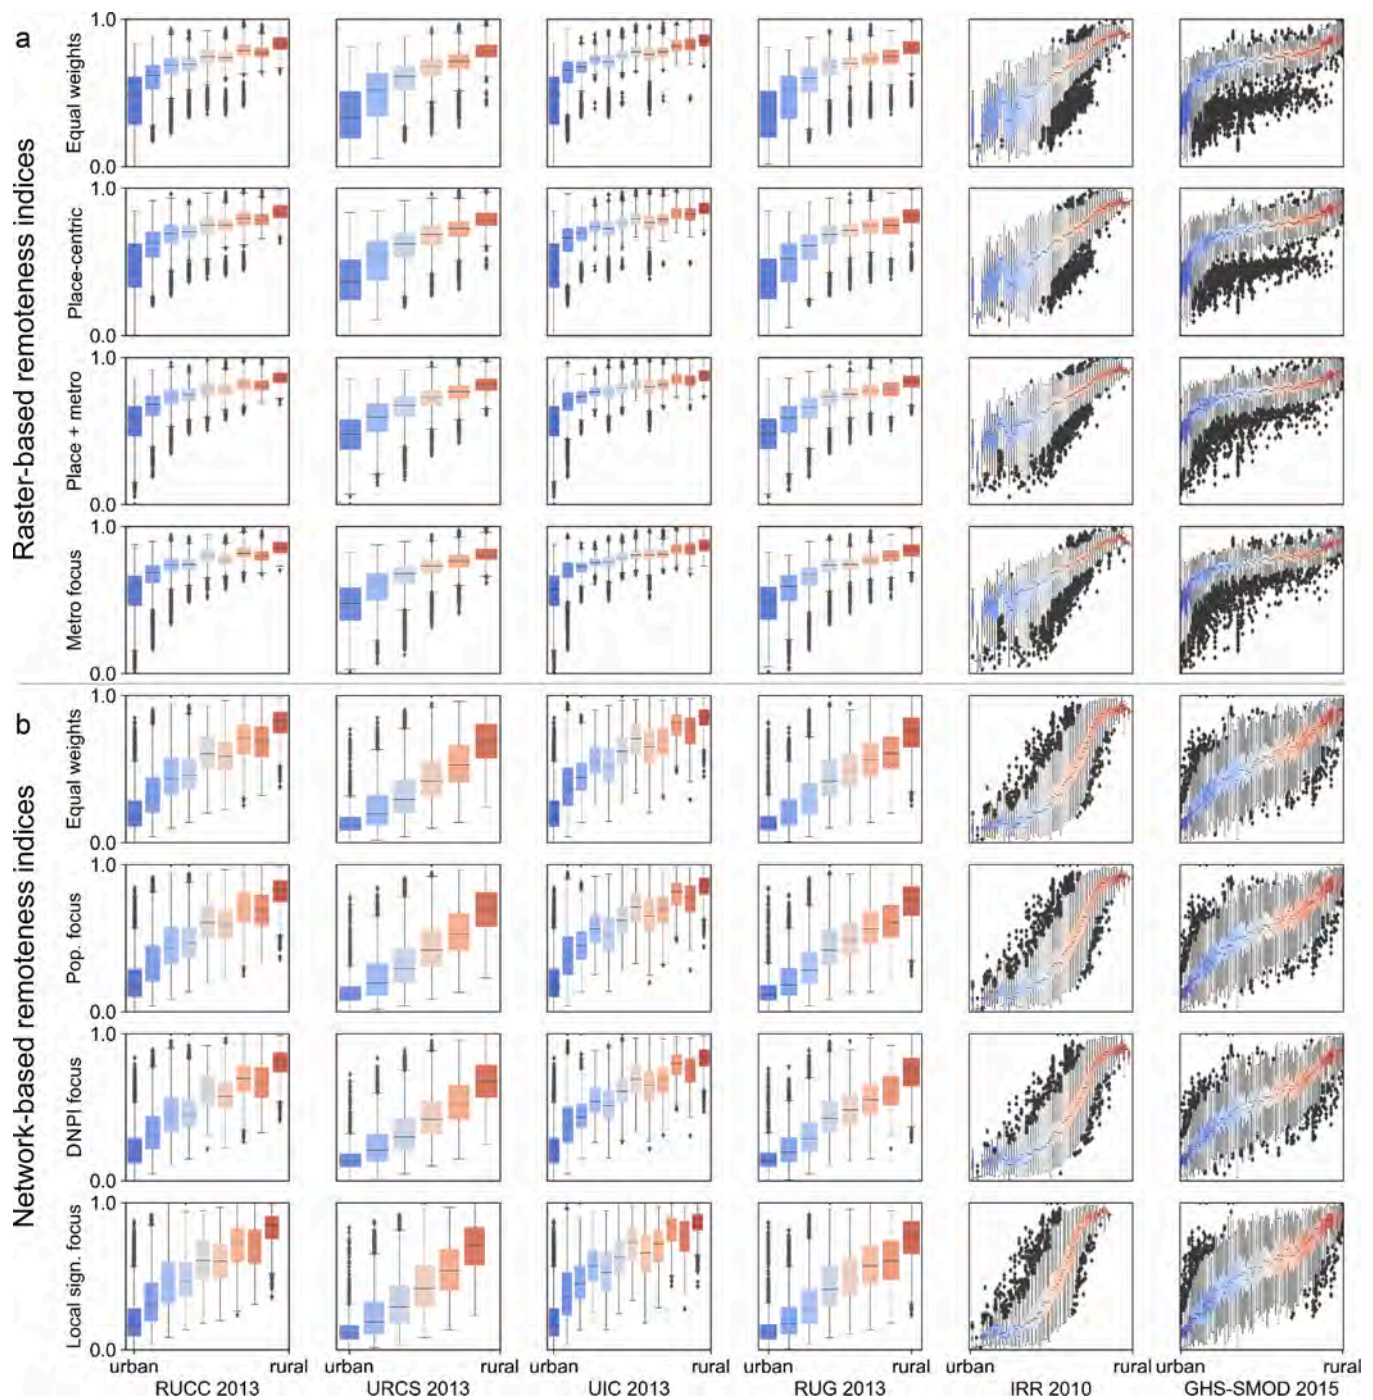 a
Raster-based remoteness indices
Equal weights
1.0
0.0
Place-centric
1.0
0.0
Place + metro
1.0
0.0
Metro focus
1.0
0.0
b
Network-based remoteness indices
Equal weights
1.0
0.0
Pop. focus
1.0
0.0
DNPI focus
1.0
0.0
Local sign. focus
1.0
0.0
urban rural urban rural urban rural urban rural urban rural urban rural
RUCC 2013 URCS 2013 UIC 2013 RUG 2013 IRR 2010 GHS-SMOD 2015